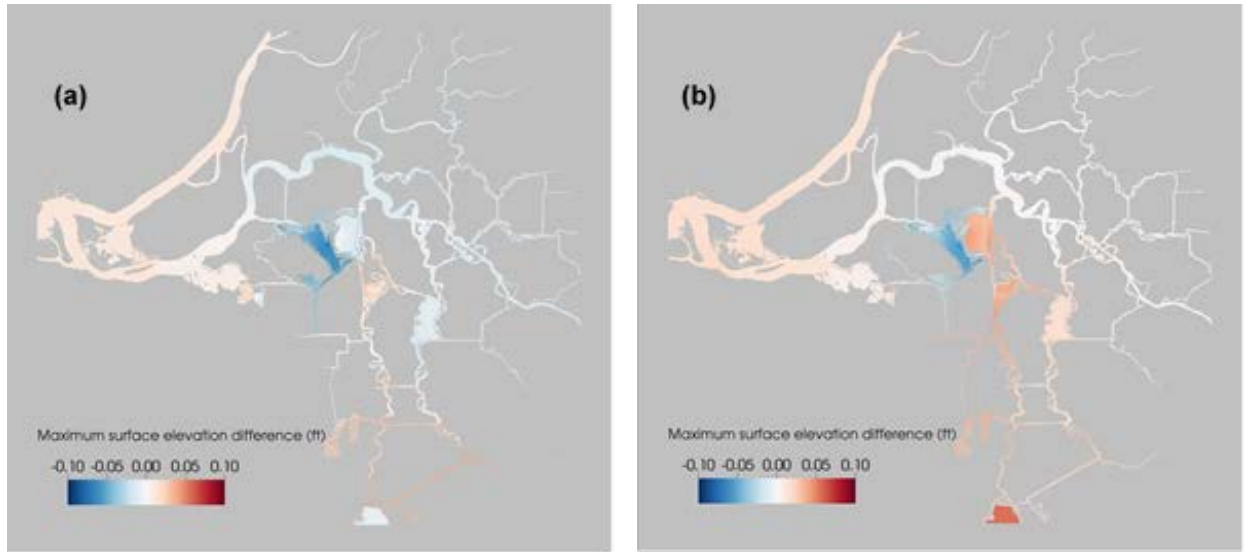 (a)
Maximum surface elevation difference (ft)
-0.10 -0.05 0.00 0.05 0.10
(b)
Maximum surface elevation difference (ft)
-0.10 -0.05 0.00 0.05 0.10